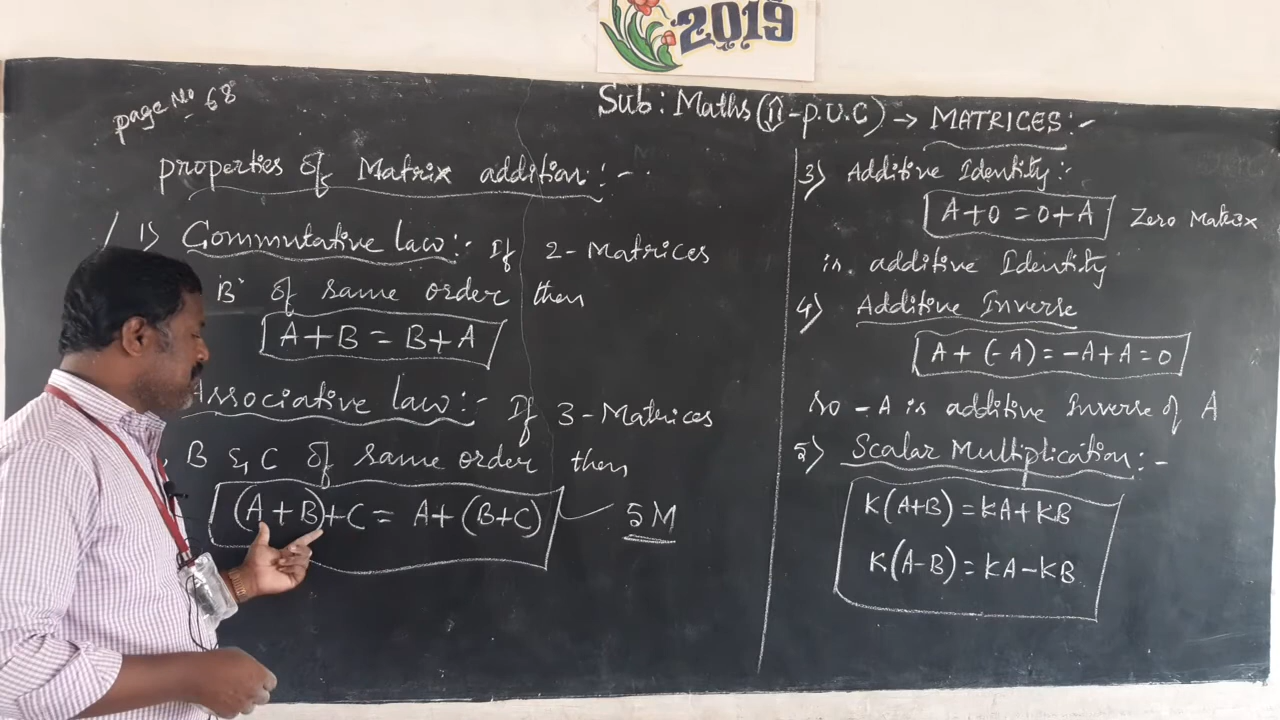 2019
page No 68
Sub: Maths (II - P.U.C) → MATRICES:-
properties of Matrix addition:-
1) Commutative law:- If 2-Matrices
B' of same order then
A+B = B+A
Associative law:- If 3-Matrices
B & C of same order then
(A+B)+C = A+(B+C) 5M
3) Additive Identity:-
A+0 = 0+A Zero Matrix
is additive Identity
4) Additive Inverse
A + (-A) = -A+A = 0
so -A is additive Inverse of A
5) Scalar Multiplication:-
K(A+B) = KA+KB
K(A-B) = KA-KB